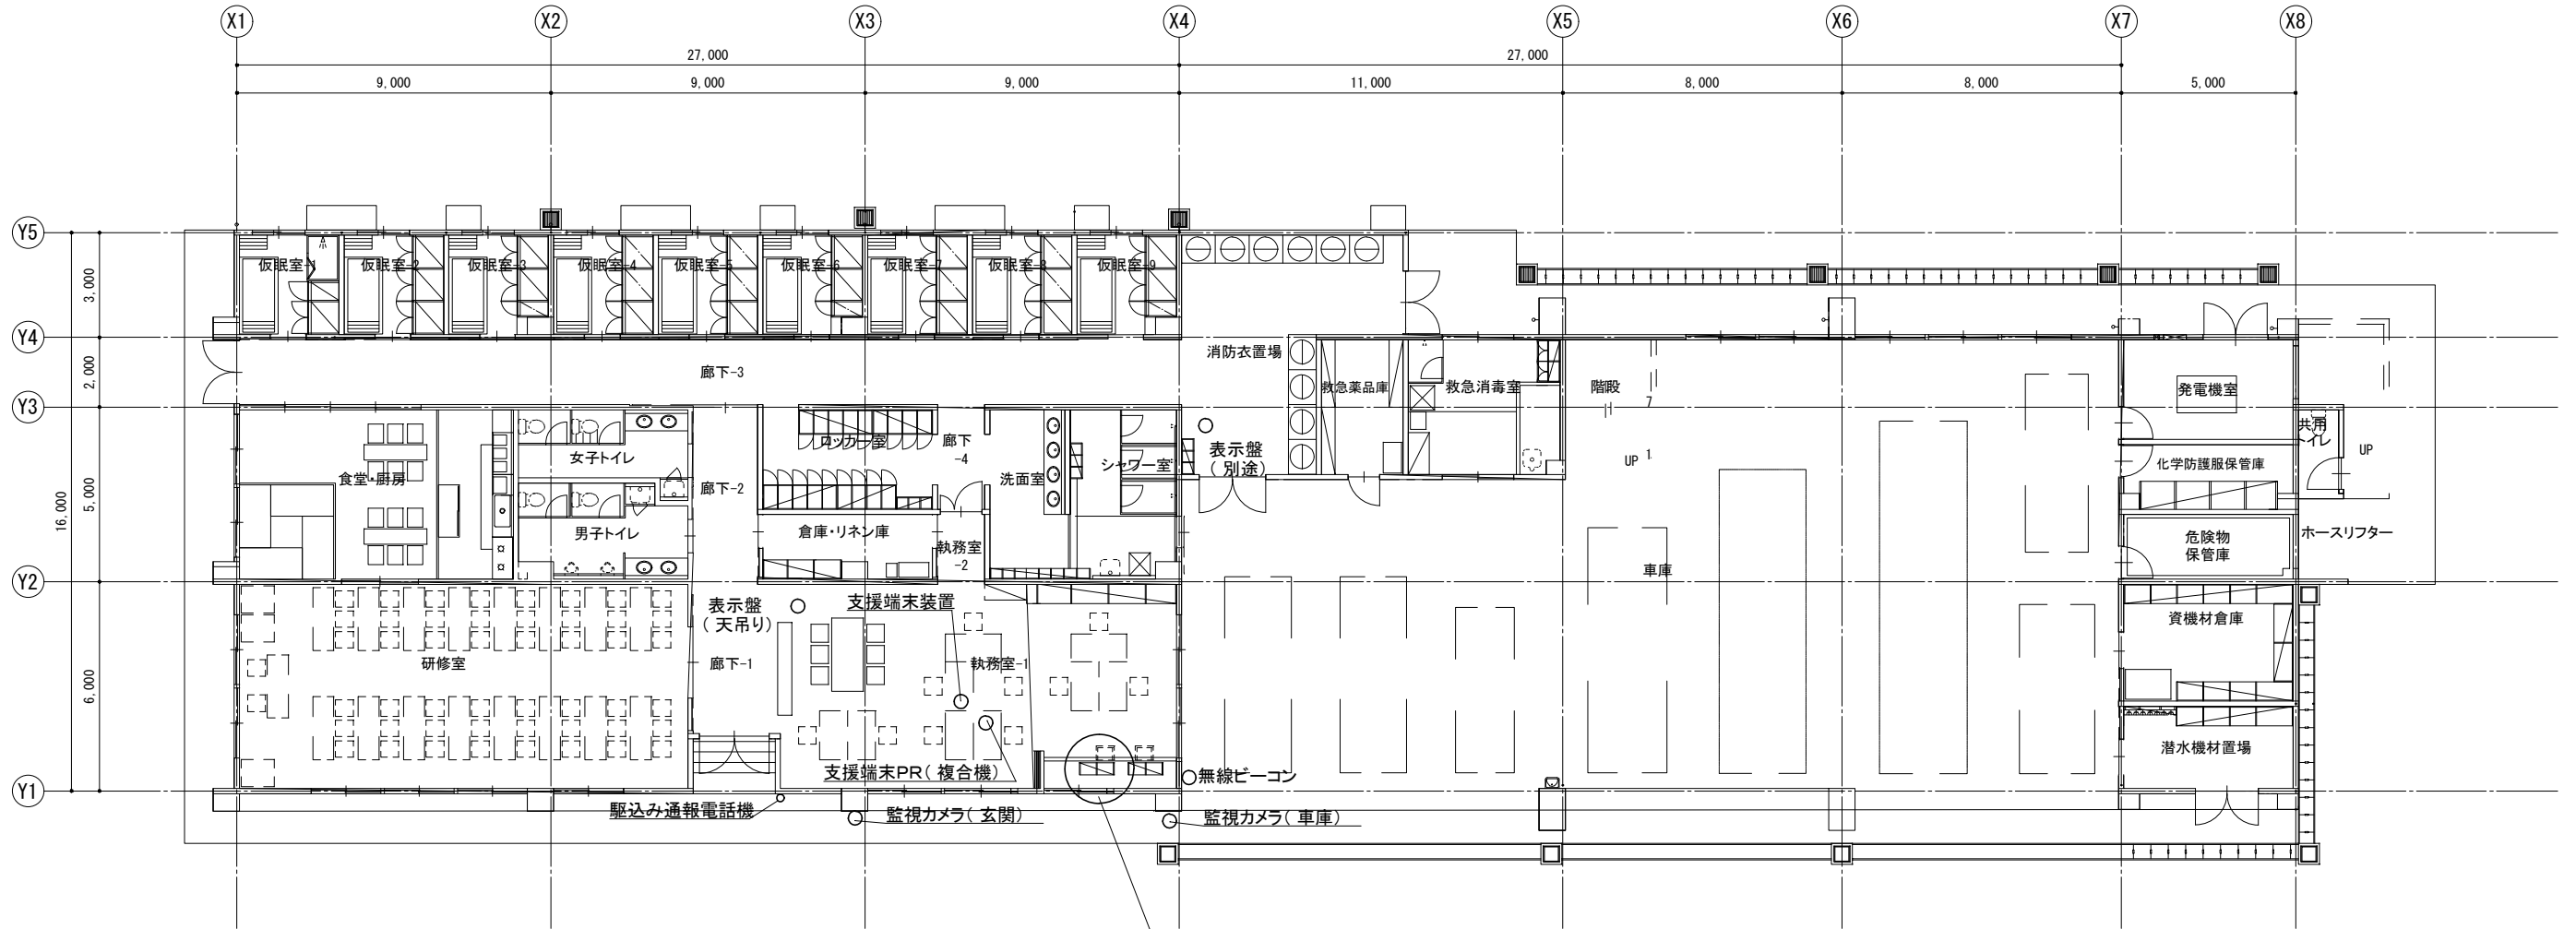 X1 X2 X3 X4 X5 X6 X7 X8
27,000 27,000
9,000 9,000 9,000 11,000 8,000 8,000 5,000
Y5
Y4
Y3
Y2
Y1
16,000
3,000
2,000
5,000
6,000
仮眠室-1 仮眠室-2 仮眠室-3 仮眠室-4 仮眠室-5 仮眠室-6 仮眠室-7 仮眠室-8 仮眠室-9
消防衣置場
廊下-3
救急薬品庫
救急消毒室
階段
7
1
UP
発電機室
共用
トイレ
UP
ロッカー室
廊下
-4
表示盤
(別途)
女子トイレ
シャワー室
化学防護服保管庫
食堂・厨房
廊下-2
洗面室
男子トイレ
倉庫・リネン庫
執務室
-2
危険物
保管庫
ホースリフター
車庫
表示盤
(天吊り)
支援端末装置
資機材倉庫
研修室
廊下-1
執務室-1
潜水機材置場
支援端末PR(複合機)
無線ビーコン
駆込み通報電話機
監視カメラ(玄関)
監視カメラ(車庫)